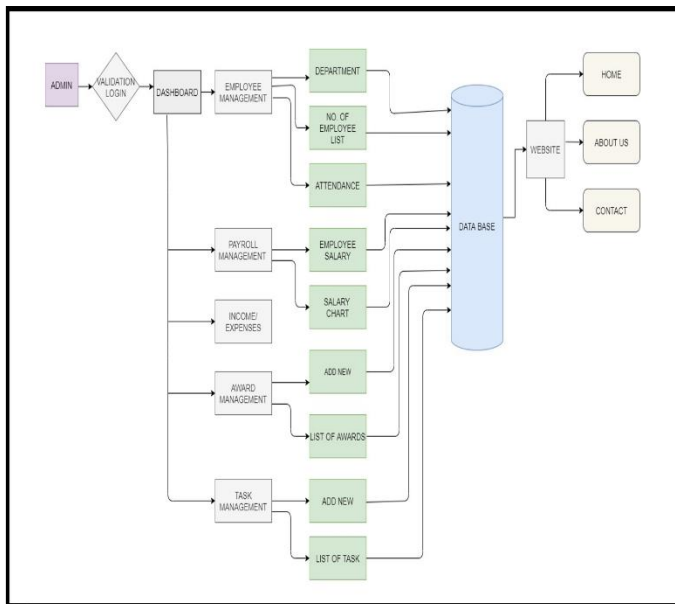 ADMIN
VALIDATION
LOGIN
DASHBOARD
EMPLOYEE
MANAGEMENT
DEPARTMENT
NO. OF
EMPLOYEE
LIST
ATTENDANCE
PAYROLL
MANAGEMENT
EMPLOYEE
SALARY
SALARY
CHART
INCOME/
EXPENSES
AWARD
MANAGEMENT
ADD NEW
LIST OF AWARDS
TASK
MANAGEMENT
ADD NEW
LIST OF TASK
DATA BASE
WEBSITE
HOME
ABOUT US
CONTACT